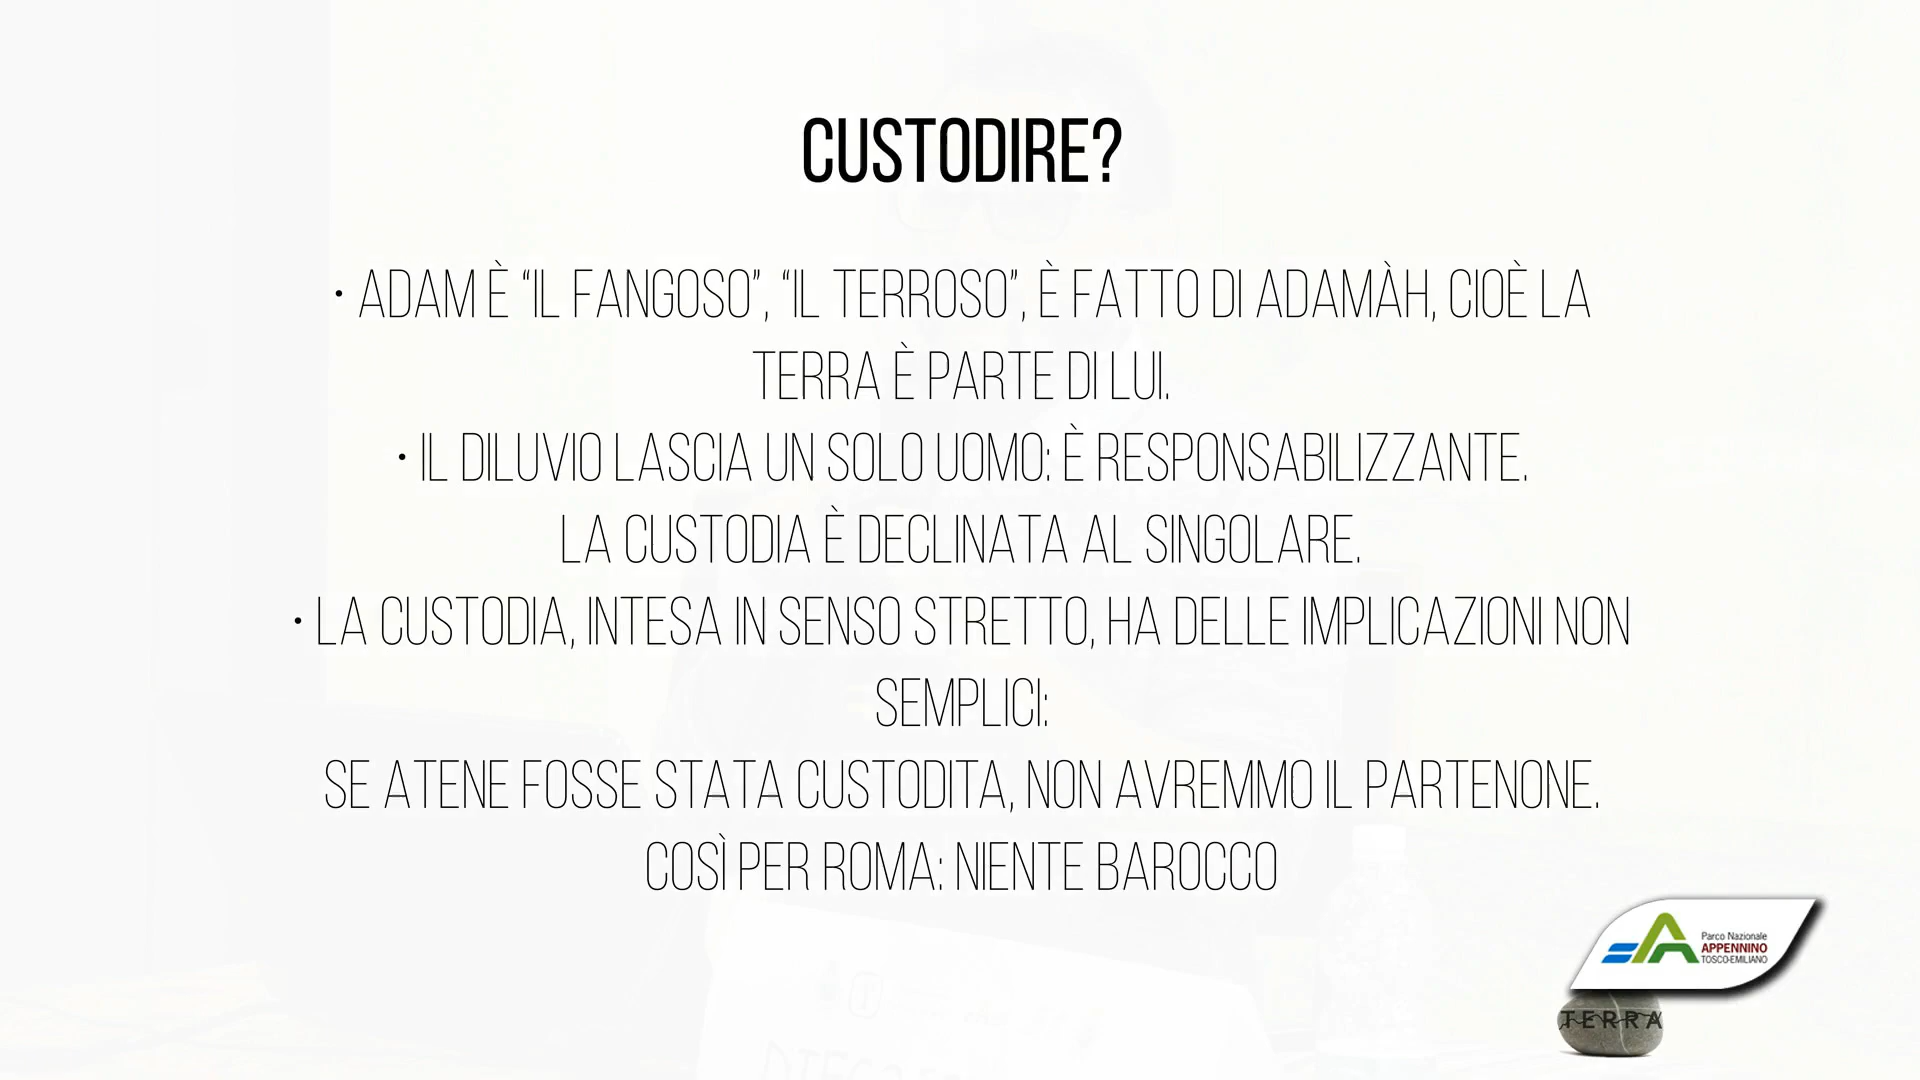 CUSTODIRE?
• ADAM È “IL FANGOSO”, “IL TERROSO”, È FATTO DI ADAMÀH, CIOÈ LA
TERRA È PARTE DI LUI.
• IL DILUVIO LASCIA UN SOLO UOMO: È RESPONSABILIZZANTE.
LA CUSTODIA È DECLINATA AL SINGOLARE.
• LA CUSTODIA, INTESA IN SENSO STRETTO, HA DELLE IMPLICAZIONI NON
SEMPLICI:
SE ATENE FOSSE STATA CUSTODITA, NON AVREMMO IL PARTENONE.
COSÌ PER ROMA: NIENTE BAROCCO
Parco Nazionale
APPENNINO
TOSCO-EMILIANO
TERRA